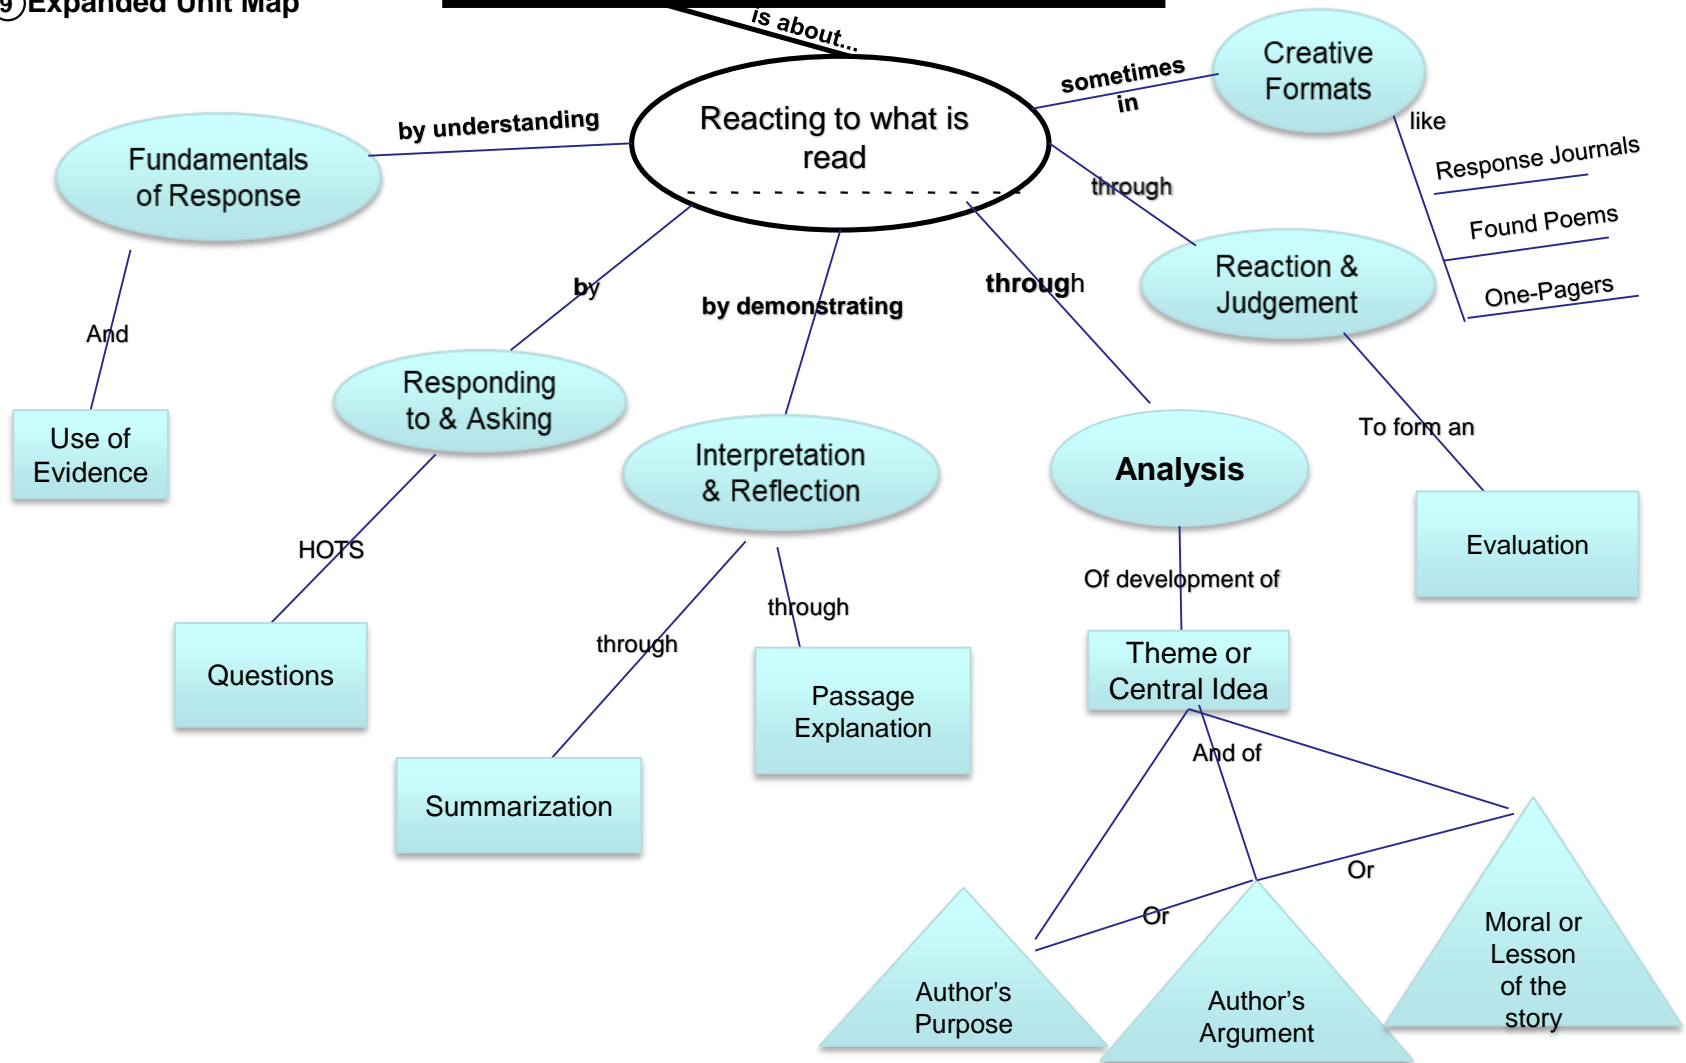 9 Expanded Unit Map
is about...
Reacting to what is
read
by understanding
Fundamentals
of Response
And
Use of
Evidence
by
Responding
to & Asking
HOTS
Questions
by demonstrating
Interpretation
& Reflection
through
Summarization
through
Passage
Explanation
through
Analysis
Of development of
Theme or
Central Idea
And of
Author's
Purpose
Or
Author’s
Argument
Or
Moral or
Lesson
of the
story
through
Reaction &
Judgement
To form an
Evaluation
sometimes
in
Creative
Formats
like
Response Journals
Found Poems
One-Pagers